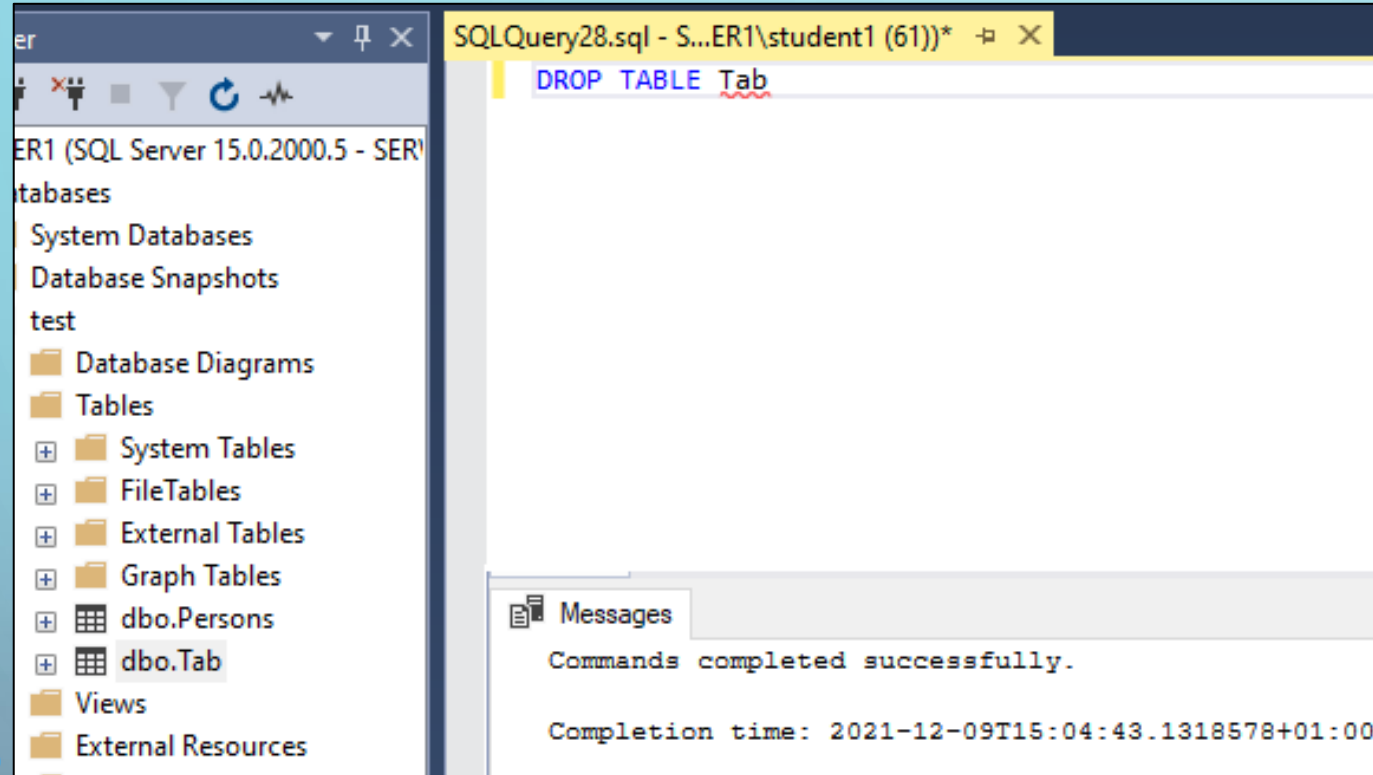 er
ER1 (SQL Server 15.0.2000.5 - SER
tabases
System Databases
Database Snapshots
test
Database Diagrams
Tables
System Tables
FileTables
External Tables
Graph Tables
dbo.Persons
dbo.Tab
Views
External Resources
SQLQuery28.sql - S...ER1\student1 (61))*
DROP TABLE Tab
Messages
Commands completed successfully.
Completion time: 2021-12-09T15:04:43.1318578+01:00